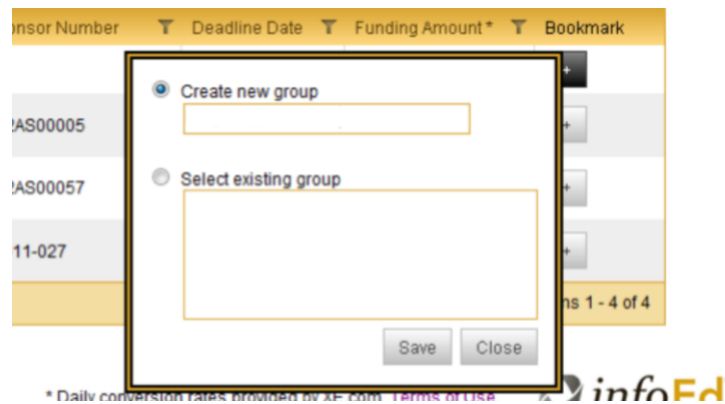 onsor Number Deadline Date Funding Amount * Bookmark
+
Create new group
AS00005 +
Select existing group
AS00057 +
11-027 +
ns 1 - 4 of 4
Save Close
* Daily conversion rates provided by XE.com Terms of Use
infoEd